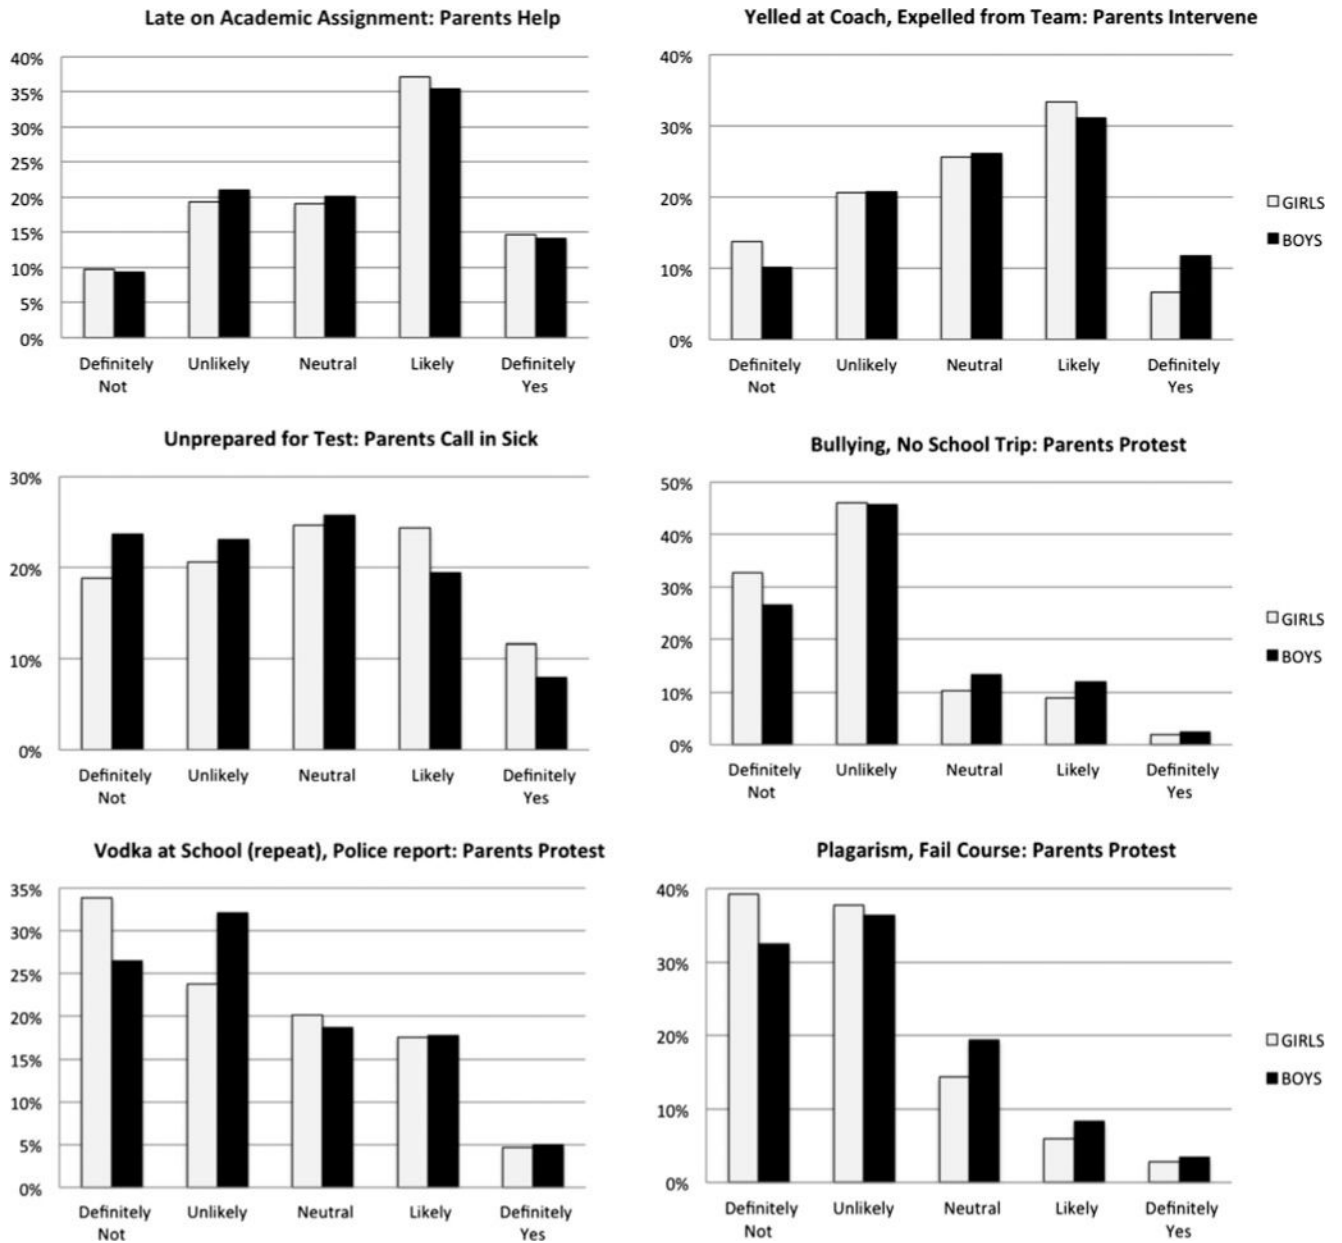 Late on Academic Assignment: Parents Help
40%
35%
30%
25%
20%
15%
10%
5%
0%
Definitely Not
Unlikely
Neutral
Likely
Definitely Yes
Yelled at Coach, Expelled from Team: Parents Intervene
40%
30%
20%
10%
0%
Definitely Not
Unlikely
Neutral
Likely
Definitely Yes
GIRLS
BOYS
Unprepared for Test: Parents Call in Sick
30%
20%
10%
0%
Definitely Not
Unlikely
Neutral
Likely
Definitely Yes
Bullying, No School Trip: Parents Protest
50%
40%
30%
20%
10%
0%
Definitely Not
Unlikely
Neutral
Likely
Definitely Yes
GIRLS
BOYS
Vodka at School (repeat), Police report: Parents Protest
35%
30%
25%
20%
15%
10%
5%
0%
Definitely Not
Unlikely
Neutral
Likely
Definitely Yes
Plagarism, Fail Course: Parents Protest
40%
30%
20%
10%
0%
Definitely Not
Unlikely
Neutral
Likely
Definitely Yes
GIRLS
BOYS